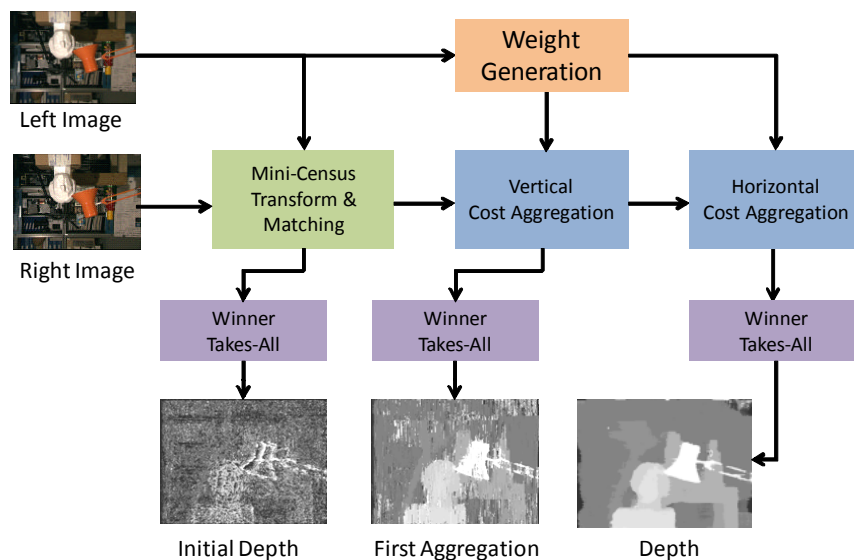 Weight
Generation
Left Image
Mini-Census
Transform &
Matching
Vertical
Cost Aggregation
Horizontal
Cost Aggregation
Right Image
Winner
Takes-All
Winner
Takes-All
Winner
Takes-All
Initial Depth
First Aggregation
Depth